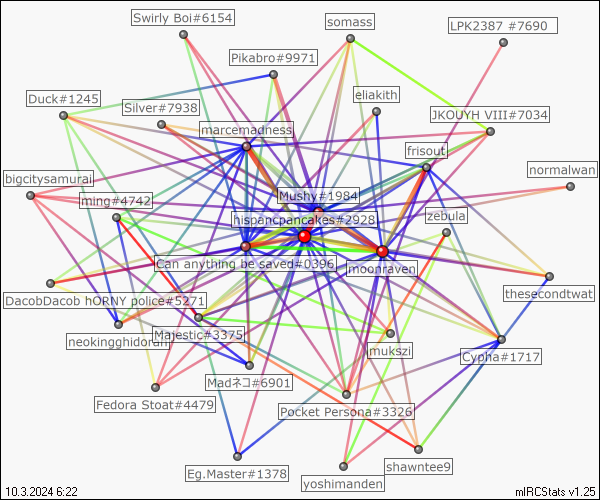 Swirly Boi#6154
somass
LPK2387 #7690
Pikabro#9971
eliakith
Duck#1245
Silver#7938
JKOUYH VIII#7034
marcemadness
frisout
normalwan
bigcitysamurai
ming#4742
Mushy#1984
hispancpancakes#2928
zebula
Can anything be saved#0396
moonraven
DacobDacob hORNY police#5271
thesecondtwat
neokingghidorah
Majestic#3375
mukszi
Cypha#1717
Madネコ#6901
Fedora Stoat#4479
Pocket Persona#3326
Eg.Master#1378
shawntee9
yoshimanden
10.3.2024 6:22
mIRCStats v1.25